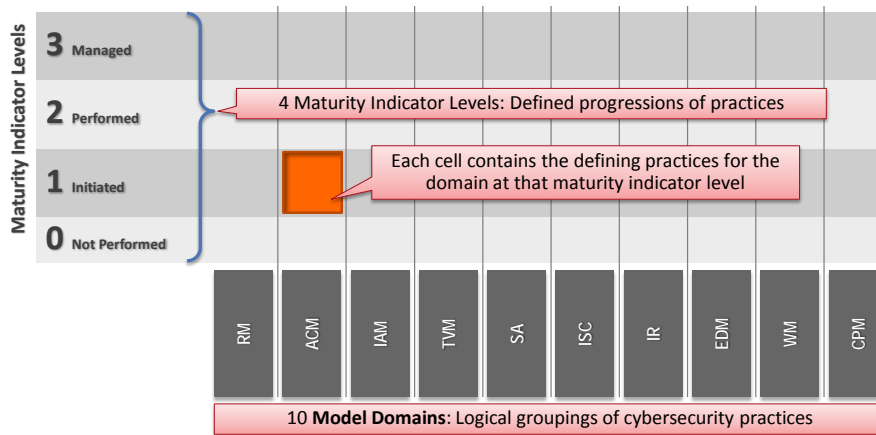 Maturity Indicator Levels
3 Managed
2 Performed
1 Initiated
0 Not Performed
4 Maturity Indicator Levels: Defined progressions of practices
Each cell contains the defining practices for the
domain at that maturity indicator level
RM
ACM
IAM
TVM
SA
ISC
IR
EDM
WM
CPM
10 Model Domains: Logical groupings of cybersecurity practices